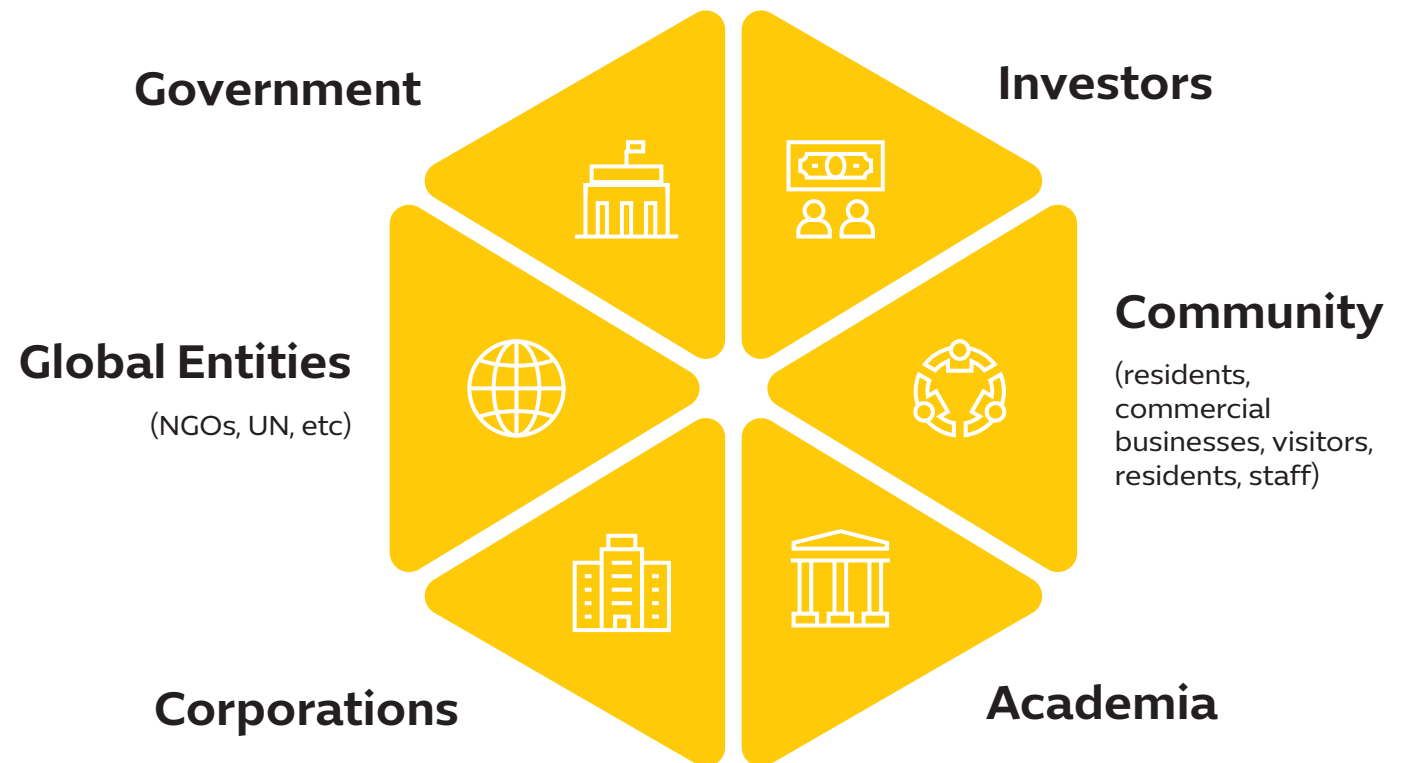 Government
Investors
Global Entities
(NGOs, UN, etc)
Community
(residents,
commercial
businesses, visitors,
residents, staff)
Corporations
Academia